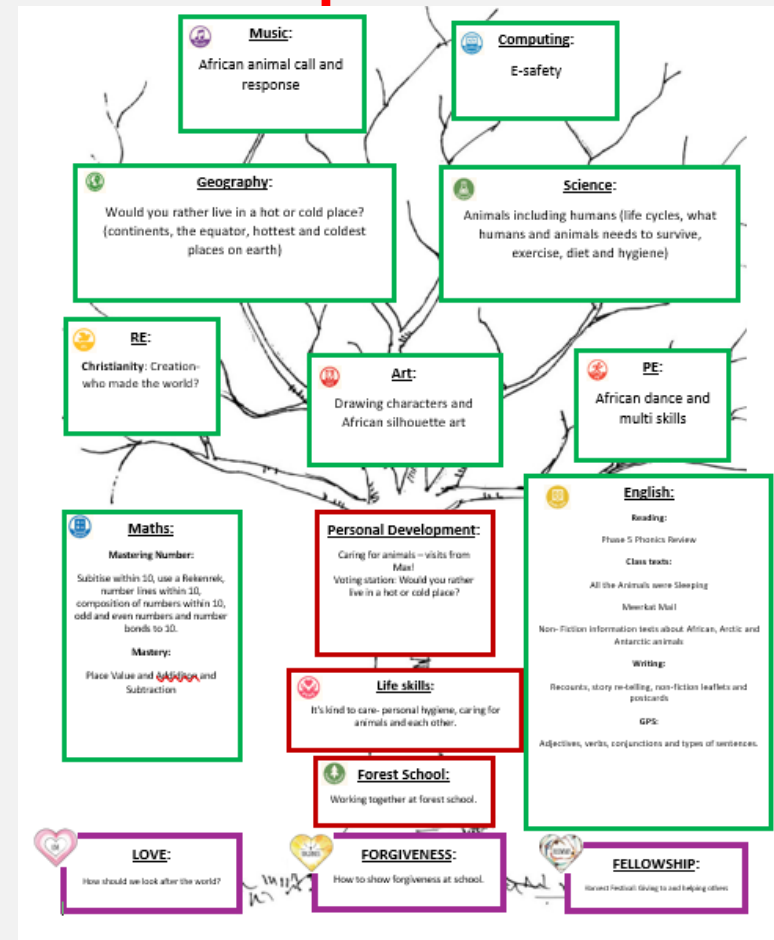 Music:
African animal call and
response
Computing:
E-safety
Geography:
Would you rather live in a hot or cold place?
(continents, the equator, hottest and coldest
places on earth)
Science:
Animals including humans (life cycles, what
humans and animals needs to survive,
exercise, diet and hygiene)
RE:
Christianity: Creation-
who made the world?
Art:
Drawing characters and
African silhouette art
PE:
African dance and
multi skills
Maths:
Mastering Number:
Subitise within 10, use a Rekenrek,
number lines within 10,
composition of numbers within 10,
odd and even numbers and number
bonds to 10.
Mastery:
Place Value and and
Subtraction
Personal Development:
Caring for animals – visits from
Max!
Voting station: Would you rather
live in a hot or cold place?
Life skills:
It's kind to care- personal hygiene, caring for
animals and each other.
Forest School:
Working together at forest school.
English:
Reading:
Phase 5 Phonics Review
Class texts:
All the Animals were Sleeping
Meerkat Mail
Non- Fiction information texts about African, Arctic and
Antarctic animals
Writing:
Recounts, story re-telling, non-fiction leaflets and
postcards
GPS:
Adjectives, verbs, conjunctions and types of sentences.
LOVE:
How should we look after the world?
FORGIVENESS:
How to show forgiveness at school.
FELLOWSHIP:
Harvest Festival: Giving to and helping others